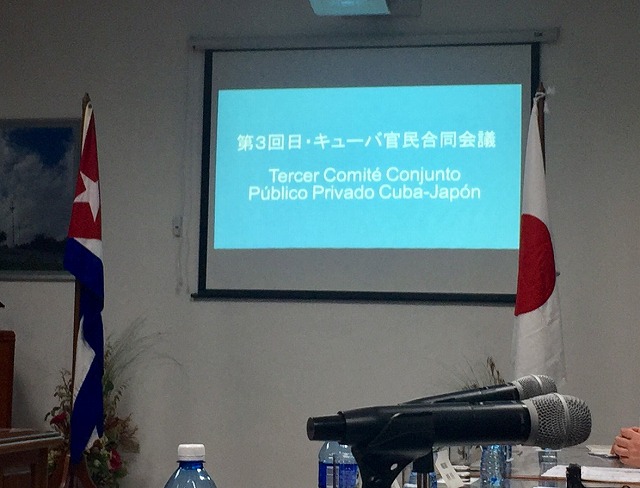 第3回日・キューバ官民合同会議
Tercer Comité Conjunto
Público Privado Cuba-Japón